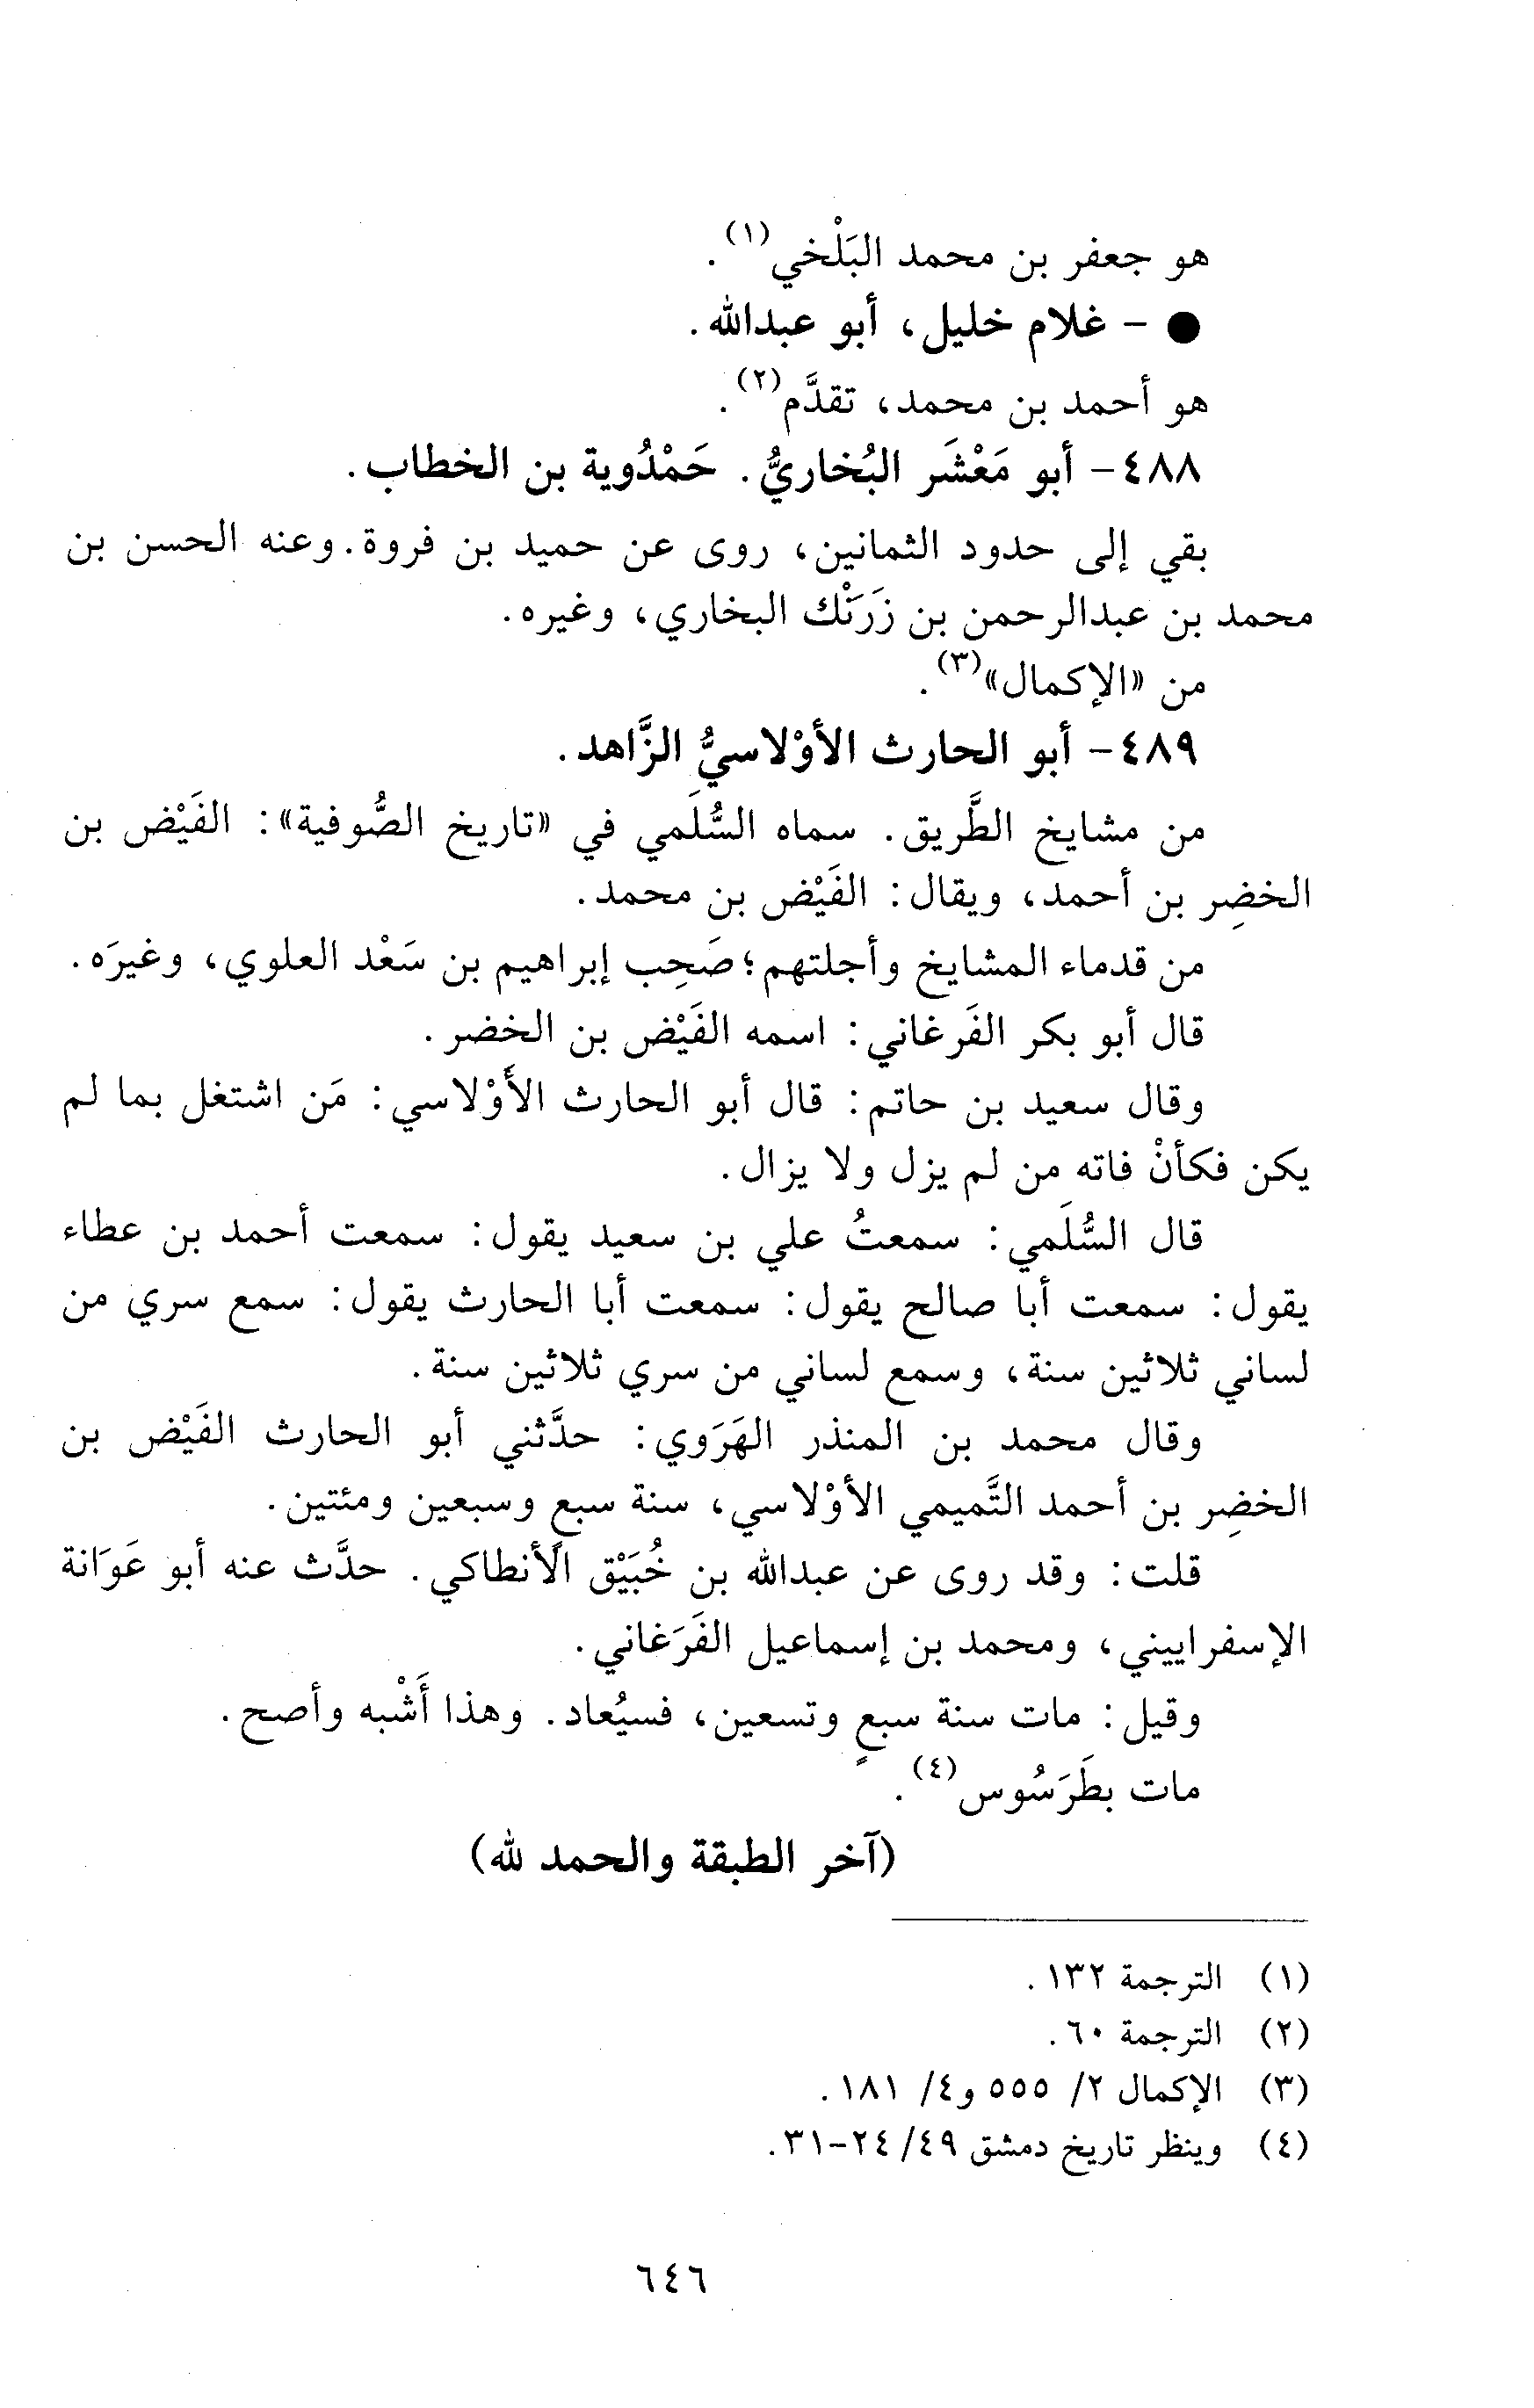 هو جعفر بن محمد البَلْخي(١).
● - غلام خليل، أبو عبدالله.
هو أحمد بن محمد، تقدَّم(٢).
٤٨٨- أبو مَعْشَر البُخاريُّ. حَمْدُوية بن الخطاب.
بقي إلى حدود الثمانين، روى عن حميد بن فروة. وعنه الحسن بن
محمد بن عبدالرحمن بن زَرَنْك البخاري، وغيره.
من «الإكمال»(٣).
٤٨٩- أبو الحارث الأوْلاسيُّ الزَّاهد.
من مشايخ الطَّريق. سماه السُّلَمي في «تاريخ الصُّوفية»: الفَيْض بن
الخضِر بن أحمد، ويقال: الفَيْض بن محمد.
من قدماء المشايخ وأجلتهم؛ صَحِب إبراهيم بن سَعْد العلوي، وغيرَه.
قال أبو بكر الفَرغاني: اسمه الفَيْض بن الخضر.
وقال سعيد بن حاتم: قال أبو الحارث الأَوْلاسي: مَن اشتغل بما لم
يكن فكأنْ فاته من لم يزل ولا يزال.
قال السُّلَمي: سمعتُ علي بن سعيد يقول: سمعت أحمد بن عطاء
يقول: سمعت أبا صالح يقول: سمعت أبا الحارث يقول: سمع سري من
لساني ثلاثين سنة، وسمع لساني من سري ثلاثين سنة.
وقال محمد بن المنذر الهَرَوي: حدَّثني أبو الحارث الفَيْض بن
الخضِر بن أحمد التَّميمي الأوْلاسي، سنة سبعٍ وسبعين ومئتين.
قلت: وقد روى عن عبدالله بن خُبَيْق الأنطاكي. حدَّث عنه أبو عَوَانة
الإسفراييني، ومحمد بن إسماعيل الفَرَغاني.
وقيل: مات سنة سبعٍ وتسعين، فسيُعاد. وهذا أَشْبه وأصح.
مات بطَرَسُوس(٤).
(آخر الطبقة والحمد لله)
(١) الترجمة ١٣٢.
(٢) الترجمة ٦٠.
(٣) الإكمال ٢/ ٥٥٥ و٤/ ١٨١.
(٤) وينظر تاريخ دمشق ٤٩/ ٢٤-٣١.
٦٤٦